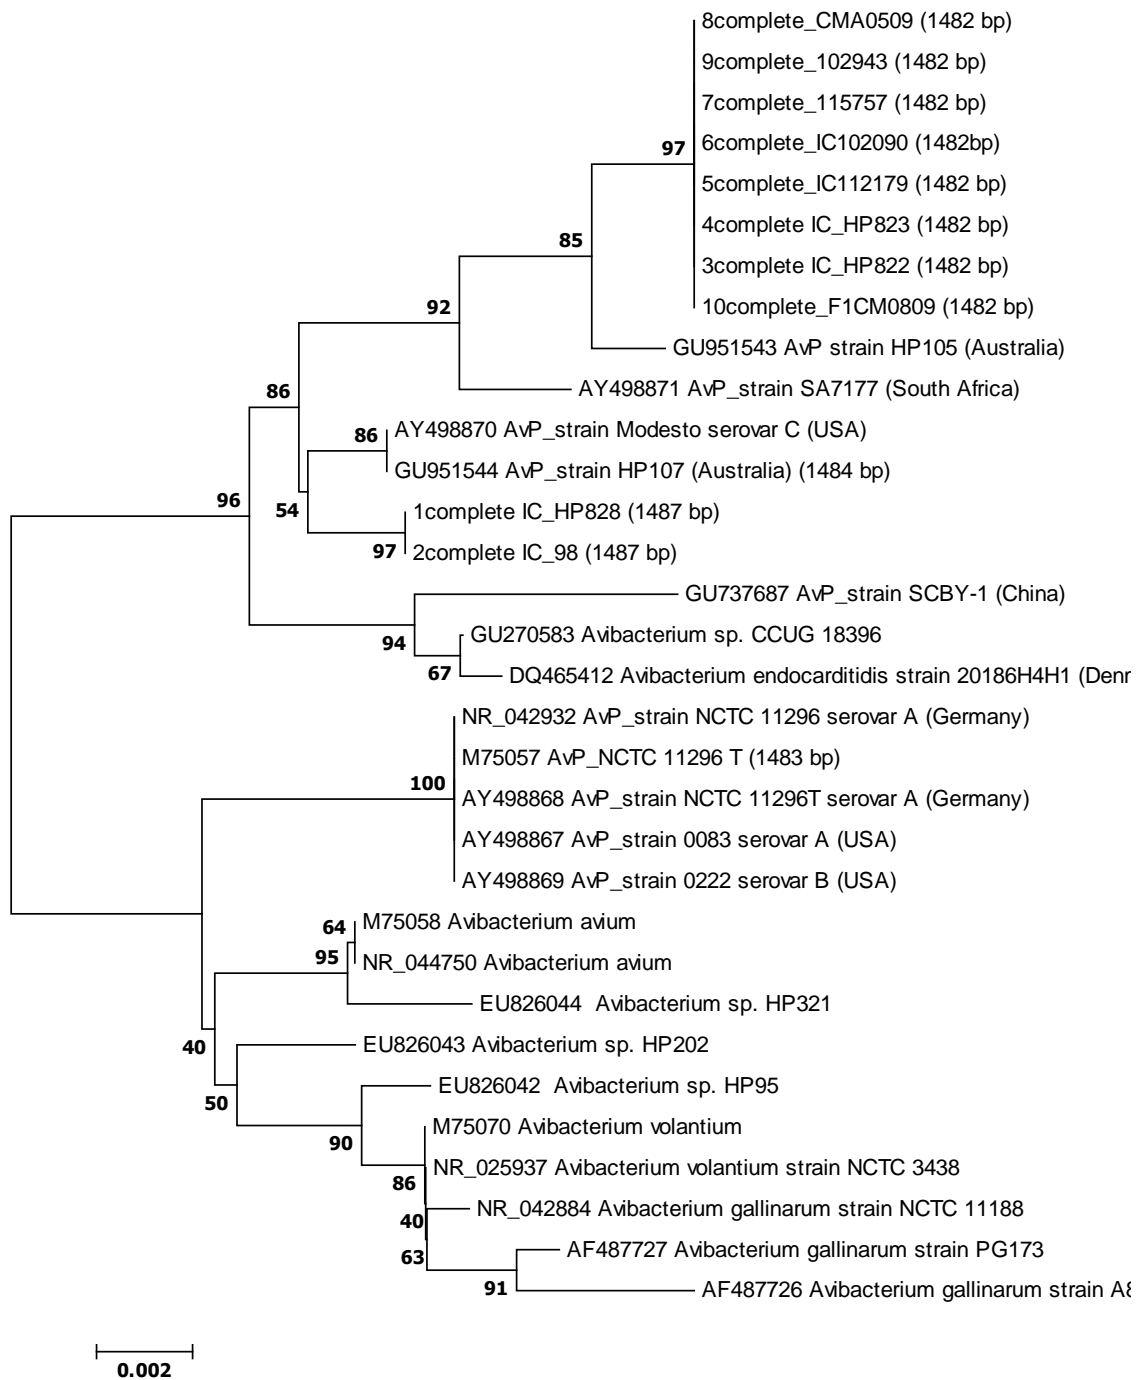 8complete_CMA0509 (1482 bp)
9complete_102943 (1482 bp)
7complete_115757 (1482 bp)
97
6complete_IC102090 (1482bp)
5complete_IC112179 (1482 bp)
4complete IC_HP823 (1482 bp)
85
3complete IC_HP822 (1482 bp)
92
10complete_F1CM0809 (1482 bp)
GU951543 AvP strain HP105 (Australia)
86
AY498871 AvP_strain SA7177 (South Africa)
86
AY498870 AvP_strain Modesto serovar C (USA)
GU951544 AvP_strain HP107 (Australia) (1484 bp)
96
54
1complete IC_HP828 (1487 bp)
97
2complete IC_98 (1487 bp)
GU737687 AvP_strain SCBY-1 (China)
94
GU270583 Avibacterium sp. CCUG 18396
67
DQ465412 Avibacterium endocarditidis strain 20186H4H1 (Denr
NR_042932 AvP_strain NCTC 11296 serovar A (Germany)
M75057 AvP_NCTC 11296 T (1483 bp)
100
AY498868 AvP_strain NCTC 11296T serovar A (Germany)
AY498867 AvP_strain 0083 serovar A (USA)
AY498869 AvP_strain 0222 serovar B (USA)
64
M75058 Avibacterium avium
95
NR_044750 Avibacterium avium
EU826044 Avibacterium sp. HP321
40
EU826043 Avibacterium sp. HP202
50
EU826042 Avibacterium sp. HP95
90
M75070 Avibacterium volantium
NR_025937 Avibacterium volantium strain NCTC 3438
86
NR_042884 Avibacterium gallinarum strain NCTC 11188
40
63
AF487727 Avibacterium gallinarum strain PG173
91
AF487726 Avibacterium gallinarum strain A8
0.002